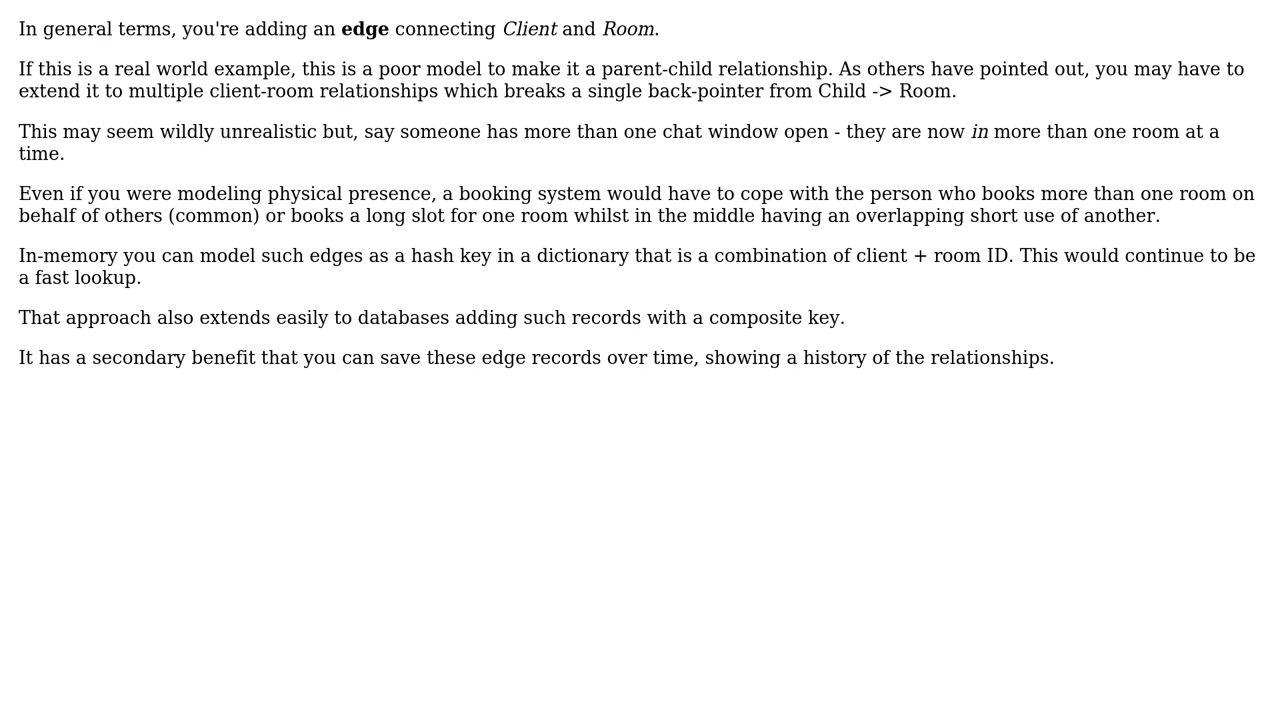 In general terms, you're adding an edge connecting Client and Room.
If this is a real world example, this is a poor model to make it a parent-child relationship. As others have pointed out, you may have to
extend it to multiple client-room relationships which breaks a single back-pointer from Child -> Room.
This may seem wildly unrealistic but, say someone has more than one chat window open - they are now in more than one room at a
time.
Even if you were modeling physical presence, a booking system would have to cope with the person who books more than one room on
behalf of others (common) or books a long slot for one room whilst in the middle having an overlapping short use of another.
In-memory you can model such edges as a hash key in a dictionary that is a combination of client + room ID. This would continue to be
a fast lookup.
That approach also extends easily to databases adding such records with a composite key.
It has a secondary benefit that you can save these edge records over time, showing a history of the relationships.